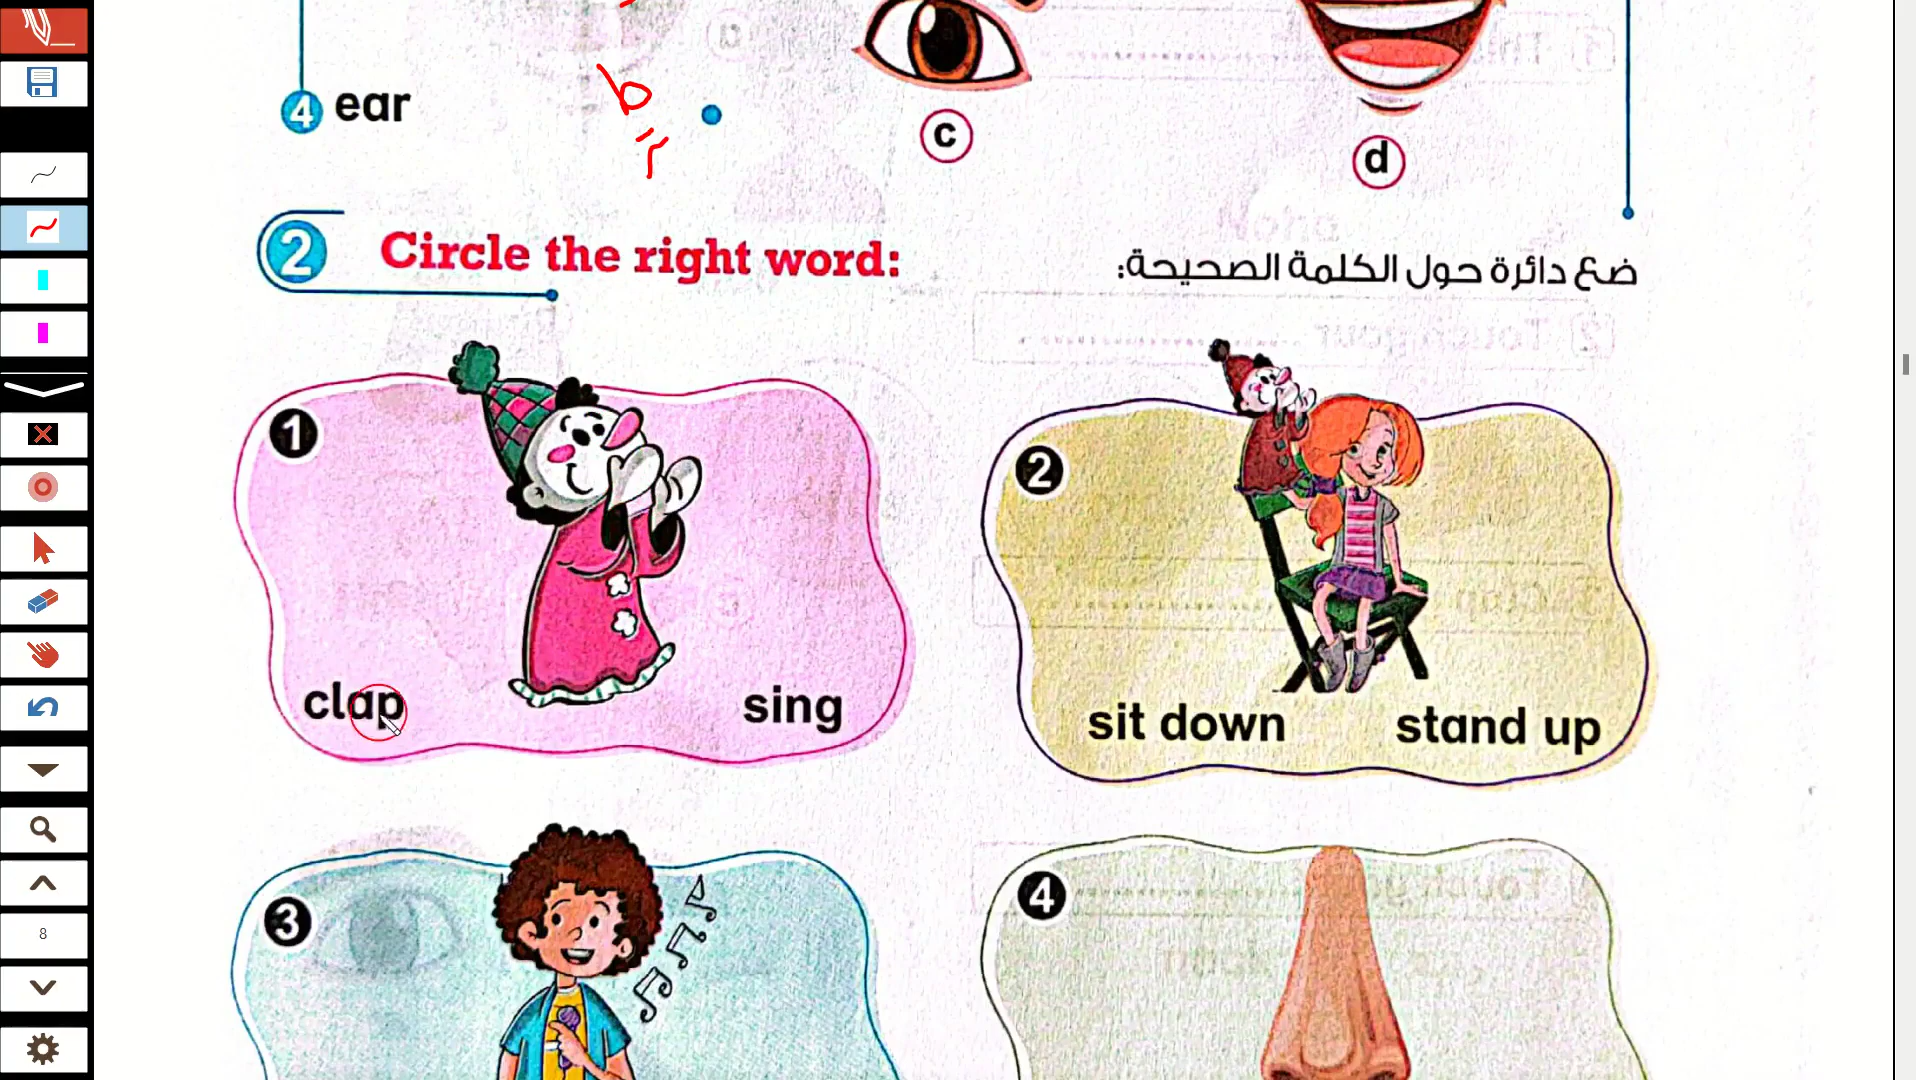 4 ear
b
c
d
2 Circle the right word:
ضع دائرة حول الكلمة الصحيحة:
1
clap sing
2
sit down stand up
3
4
8